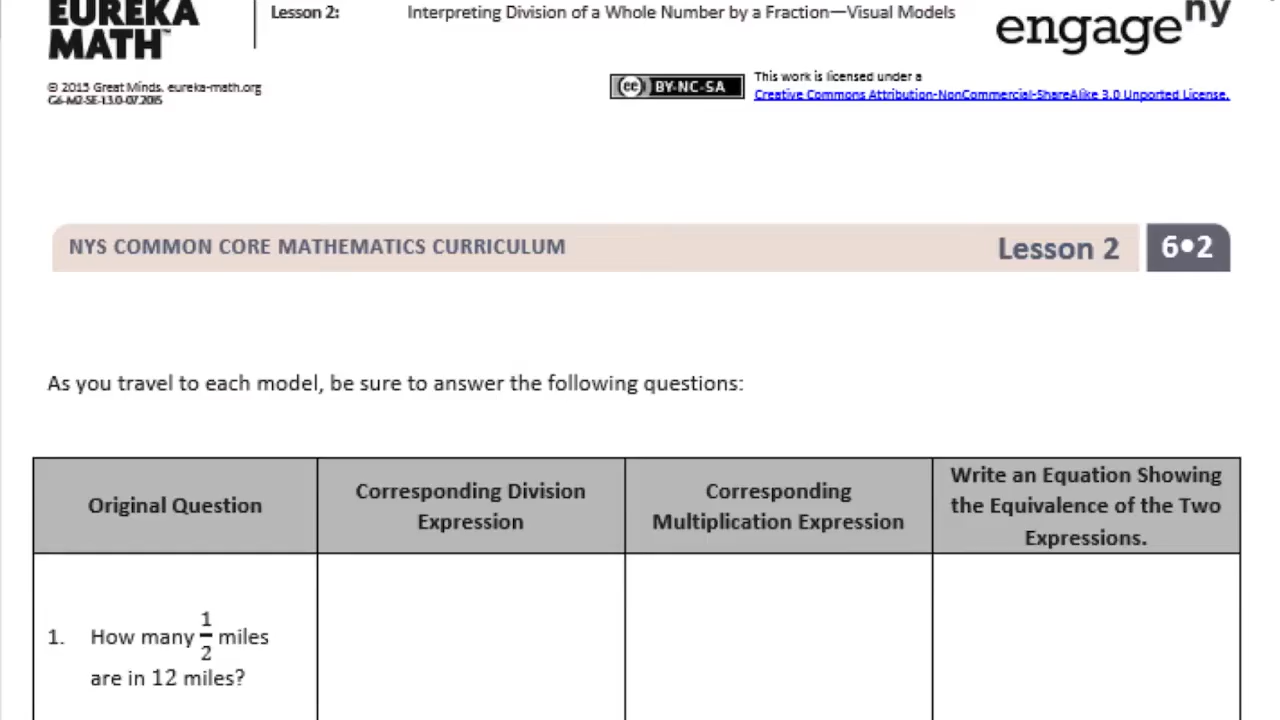 EUREKA
MATH™
Lesson 2: Interpreting Division of a Whole Number by a Fraction—Visual Models
engage ny
© 2015 Great Minds. eureka-math.org
G6-M2-SE-1.3.0-07.2015
cc BY-NC-SA
This work is licensed under a
Creative Commons Attribution-NonCommercial-ShareAlike 3.0 Unported License.
NYS COMMON CORE MATHEMATICS CURRICULUM
Lesson 2
6•2
As you travel to each model, be sure to answer the following questions:
Original Question
Corresponding Division
Expression
Corresponding
Multiplication Expression
Write an Equation Showing
the Equivalence of the Two
Expressions.
1. How many 1/2 miles
are in 12 miles?